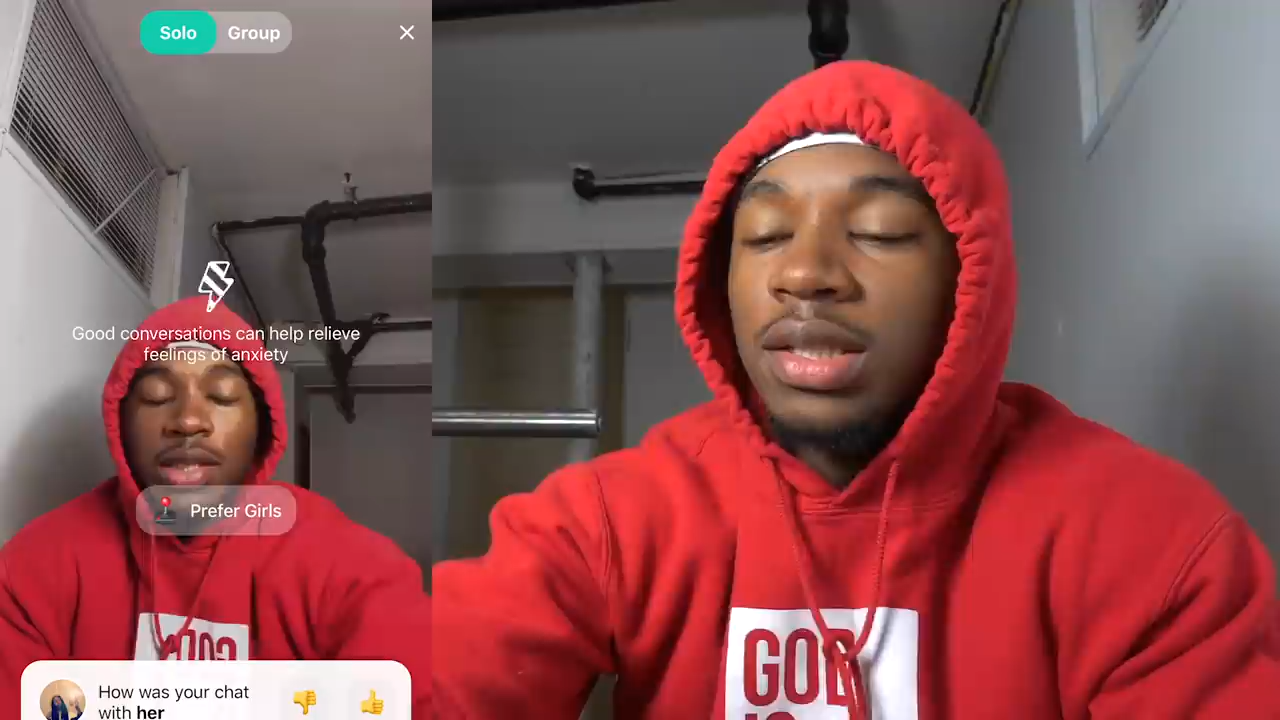 Solo
Group
Good conversations can help relieve
feelings of anxiety
Prefer Girls
How was your chat
with her
GOD